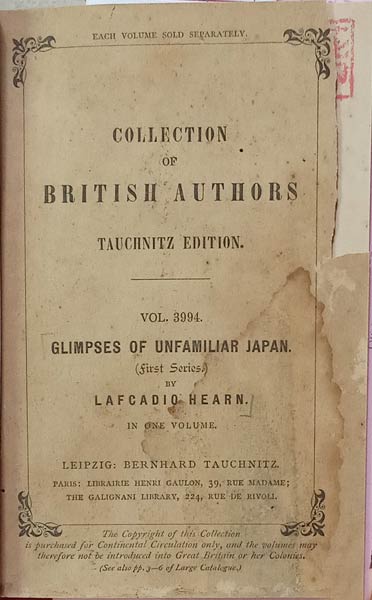 EACH VOLUME SOLD SEPARATELY.
COLLECTION
OF
BRITISH AUTHORS
TAUCHNITZ EDITION.
VOL. 3994.
GLIMPSES OF UNFAMILIAR JAPAN.
(First Series.)
BY
LAFCADIO HEARN.
IN ONE VOLUME.
LEIPZIG: BERNHARD TAUCHNITZ.
PARIS: LIBRAIRIE HENRI GAULON, 39, RUE MADAME;
THE GALIGNANI LIBRARY, 224, RUE DE RIVOLI.
The Copyright of this Collection
is purchased for Continental Circulation only, and the volumes may
therefore not be introduced into Great Britain or her Colonies.
(See also pp. 3—6 of Large Catalogue.)